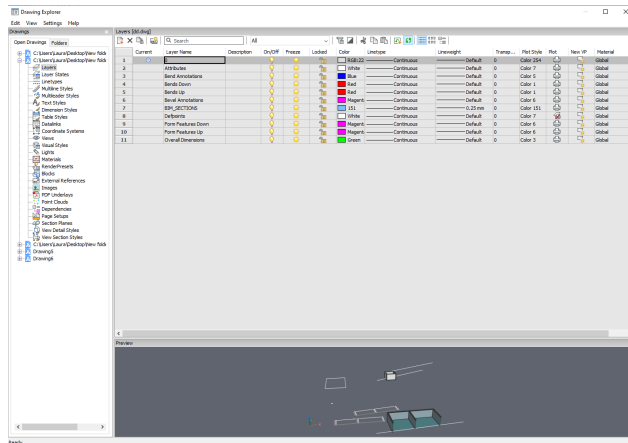 Drawing Explorer
Edit View Settings Help
Drawings
Layers [dd.dwg]
Open Drawings Folders
Search
All
C:\Users\Laura\Desktop\New folde
C:\Users\Laura\Desktop\New folde
Layers
Layer States
Linetypes
Multiline Styles
Multileader Styles
Text Styles
Dimension Styles
Table Styles
Datalinks
Coordinate Systems
Views
Visual Styles
Lights
Materials
RenderPresets
Blocks
External References
Images
PDF Underlays
Point Clouds
Dependencies
Page Setups
Section Planes
View Detail Styles
View Section Styles
C:\Users\Laura\Desktop\New folde
Drawing5
Drawing6
Current Layer Name Description On/Off Freeze Locked Color Linetype Lineweight Transp... Plot Style Plot New VP Material
1 0 RGB:22 Continuous Default 0 Color 254 Global
2 Attributes White Continuous Default 0 Color 7 Global
3 Bend Annotations Blue Continuous Default 0 Color 5 Global
4 Bends Down Red Continuous Default 0 Color 1 Global
5 Bends Up Red Continuous Default 0 Color 1 Global
6 Bevel Annotations Magent Continuous Default 0 Color 6 Global
7 BIM_SECTIONS 151 Continuous 0.25 mm 0 Color 151 Global
8 Defpoints White Continuous Default 0 Color 7 Global
9 Form Features Down Magent Continuous Default 0 Color 6 Global
10 Form Features Up Magent Continuous Default 0 Color 6 Global
11 Overall Dimensions Green Continuous Default 0 Color 3 Global
Preview
Ready